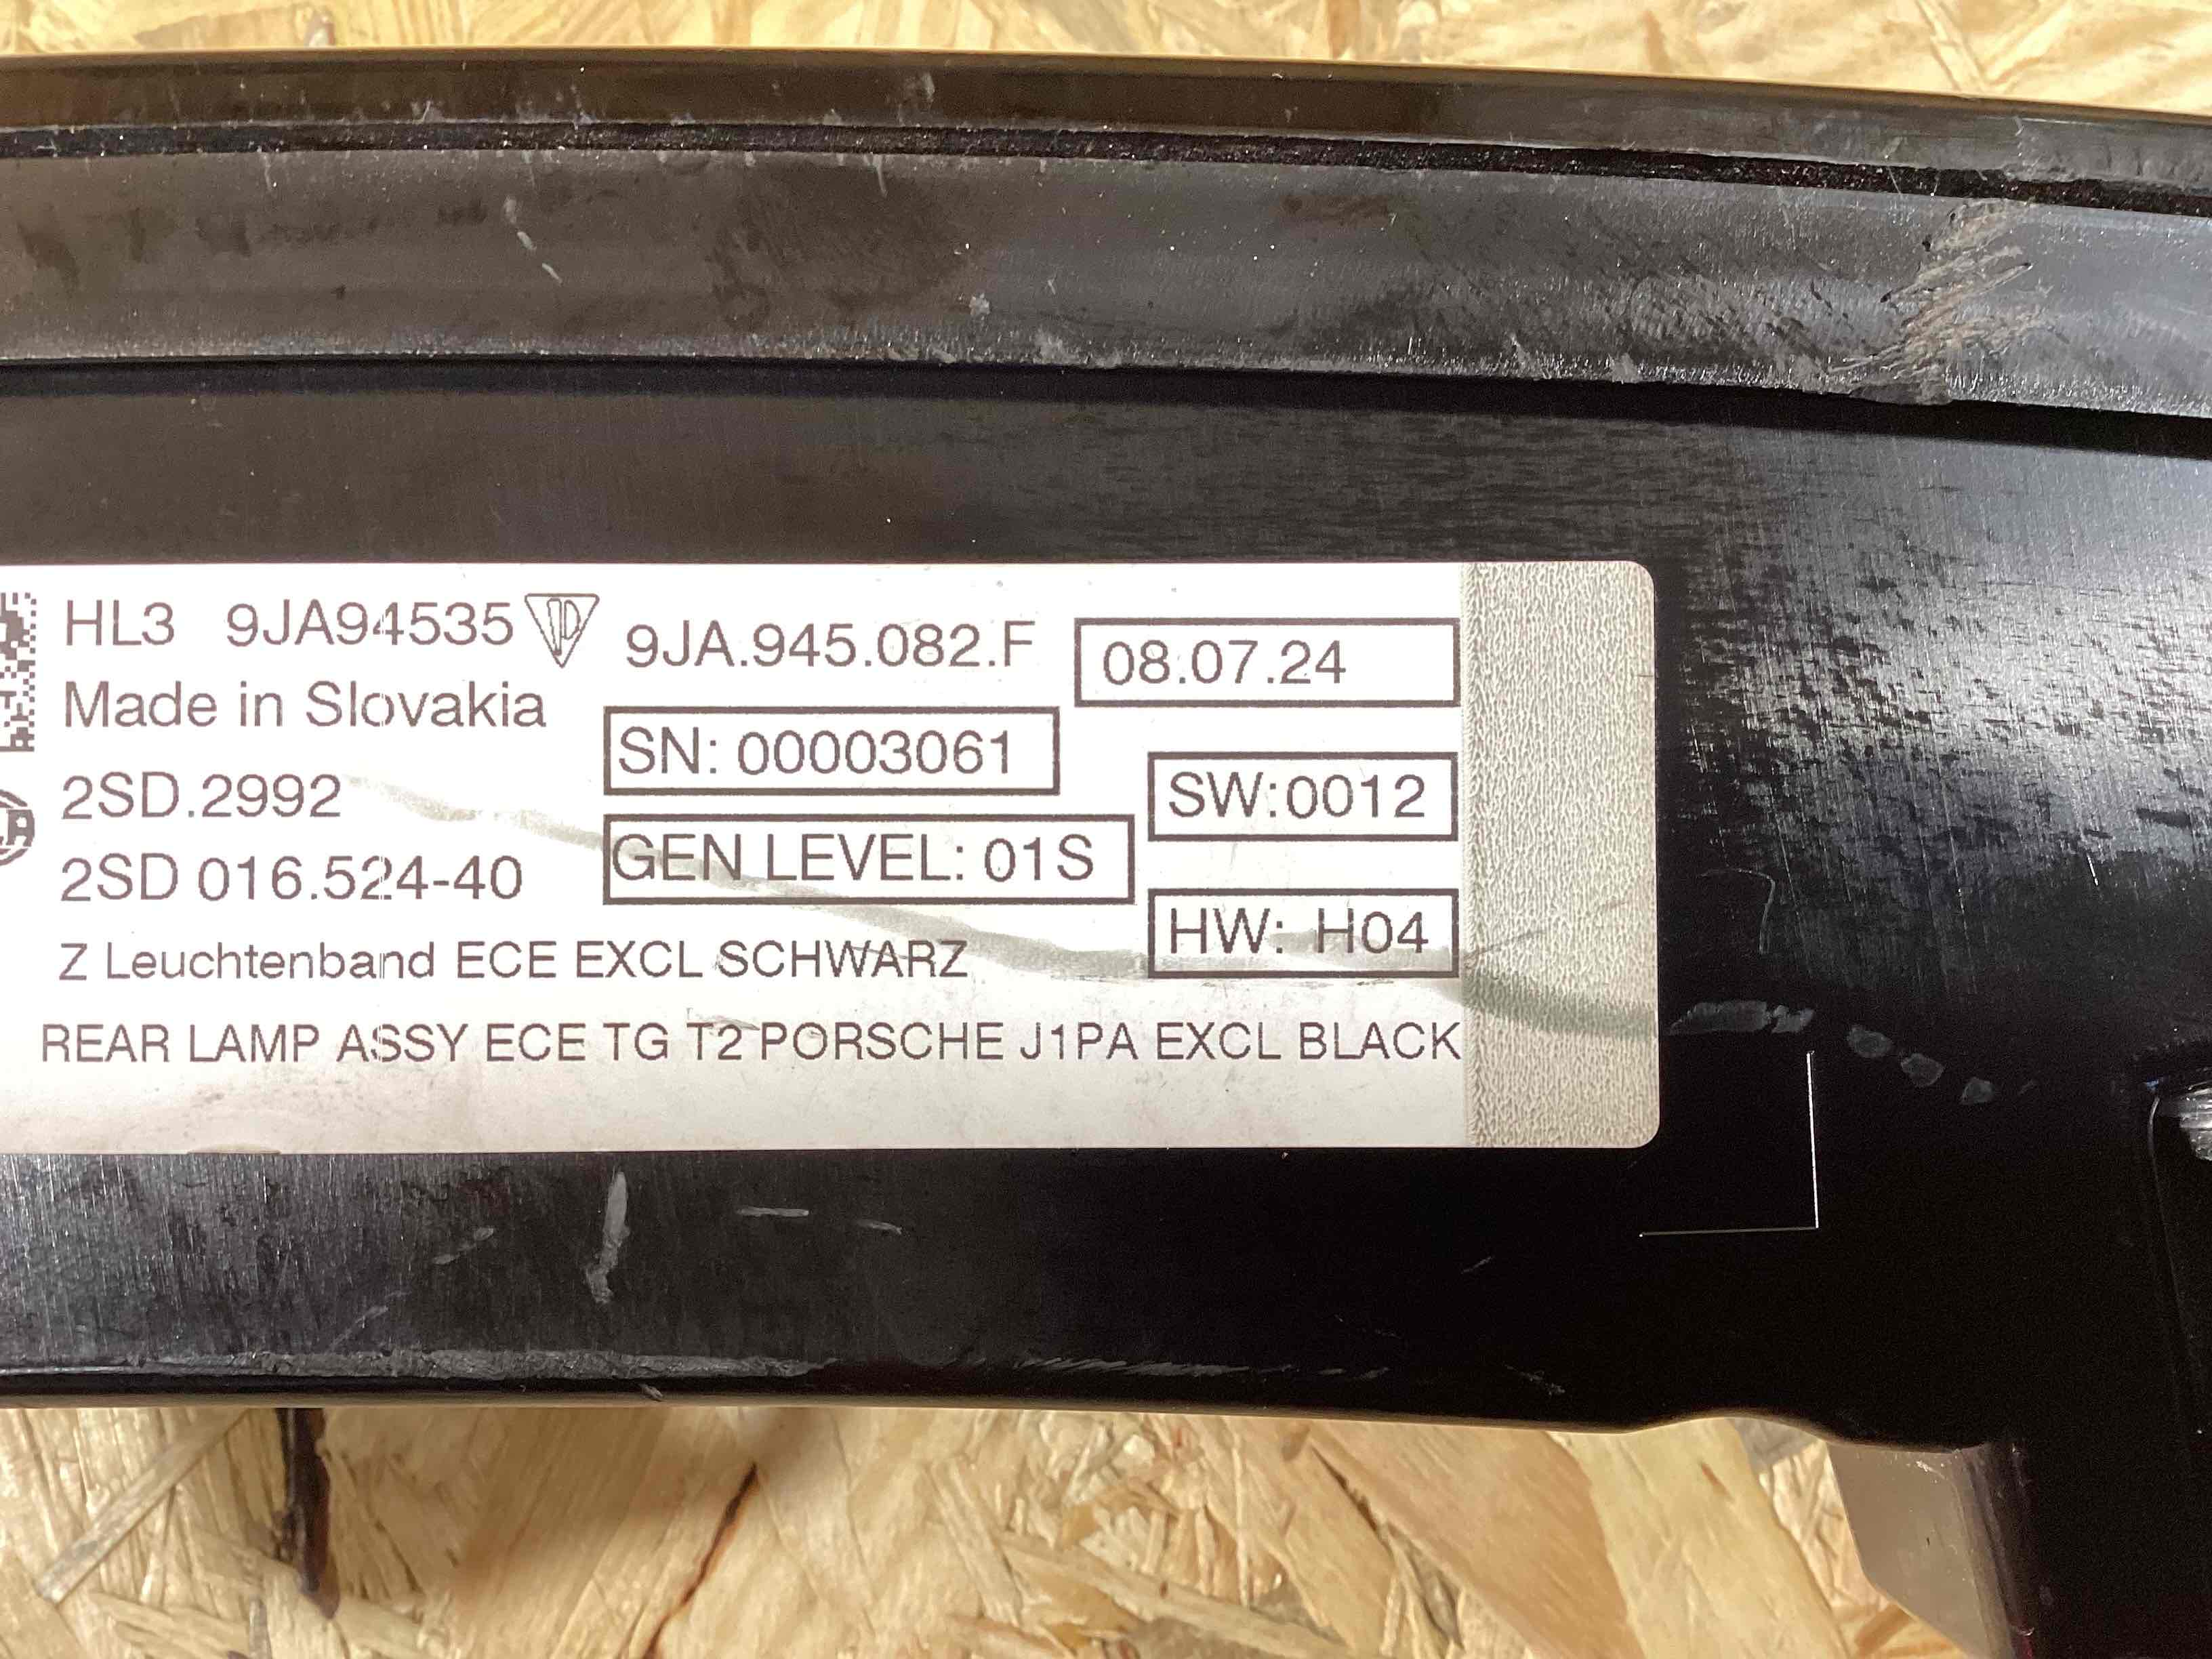 HL3 9JA94535 9JA.945.082.F 08.07.24
Made in Slovakia
SN: 00003061
2SD.2992 SW:0012
2SD 016.524-40 GEN LEVEL: 01S
HW: H04
Z Leuchtenband ECE EXCL SCHWARZ
REAR LAMP ASSY ECE TG T2 PORSCHE J1PA EXCL BLACK